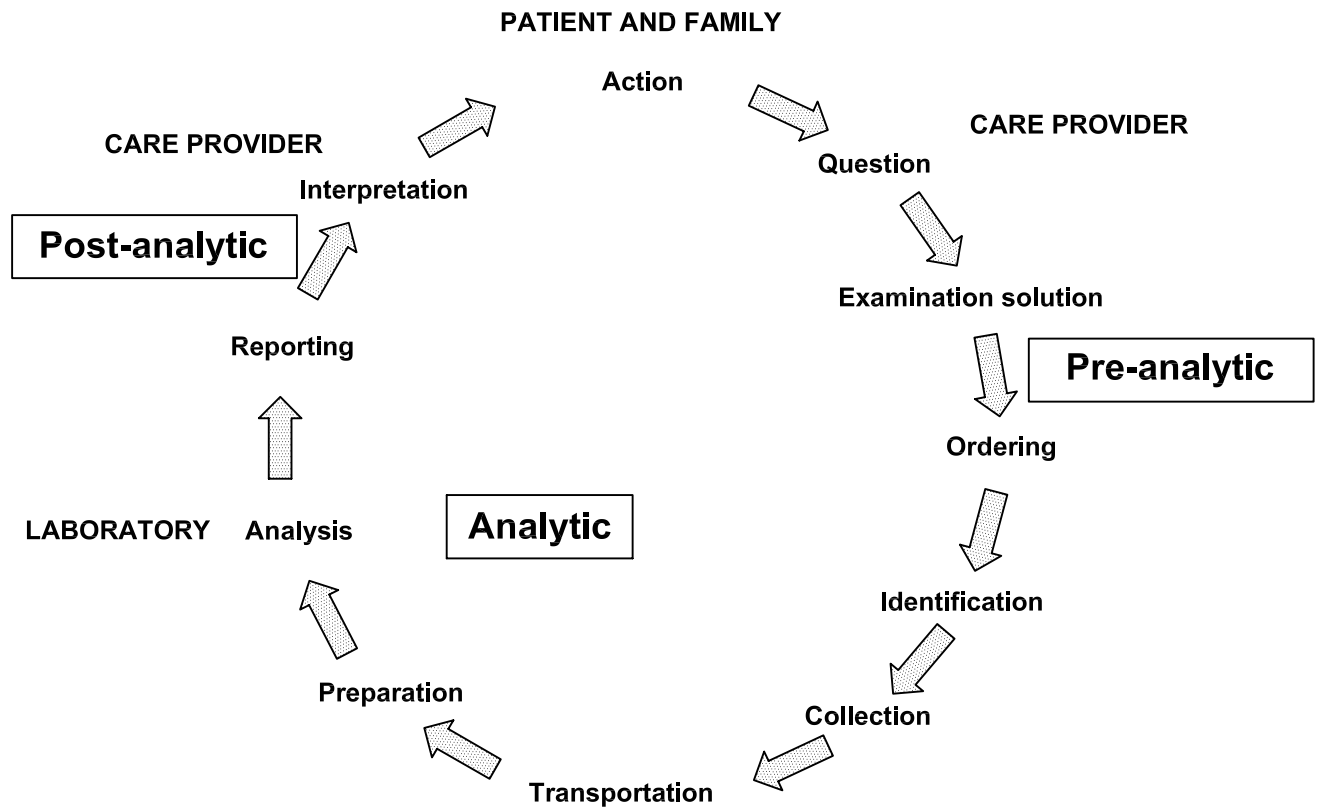 PATIENT AND FAMILY
Action
CARE PROVIDER
CARE PROVIDER
Question
Interpretation
Post-analytic
Examination solution
Reporting
Pre-analytic
Ordering
LABORATORY Analysis
Analytic
Identification
Preparation
Collection
Transportation